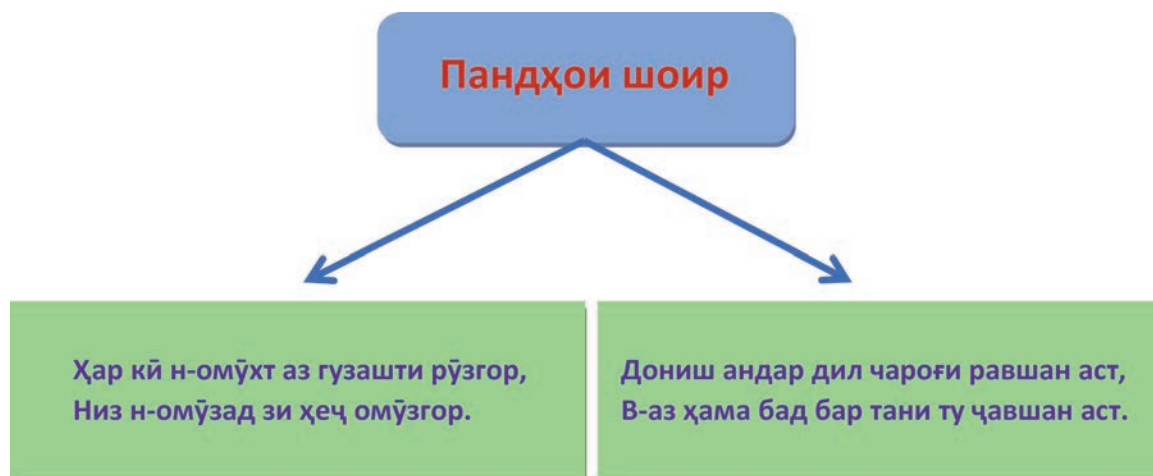 Пандҳои шоир
Ҳар кӣ н-омӯхт аз гузашти рӯзгор,
Низ н-омӯзад зи ҳеҷ омӯзгор.
Дониш андар дил чароғи равшан аст,
В-аз ҳама бад бар тани ту ҷавшан аст.